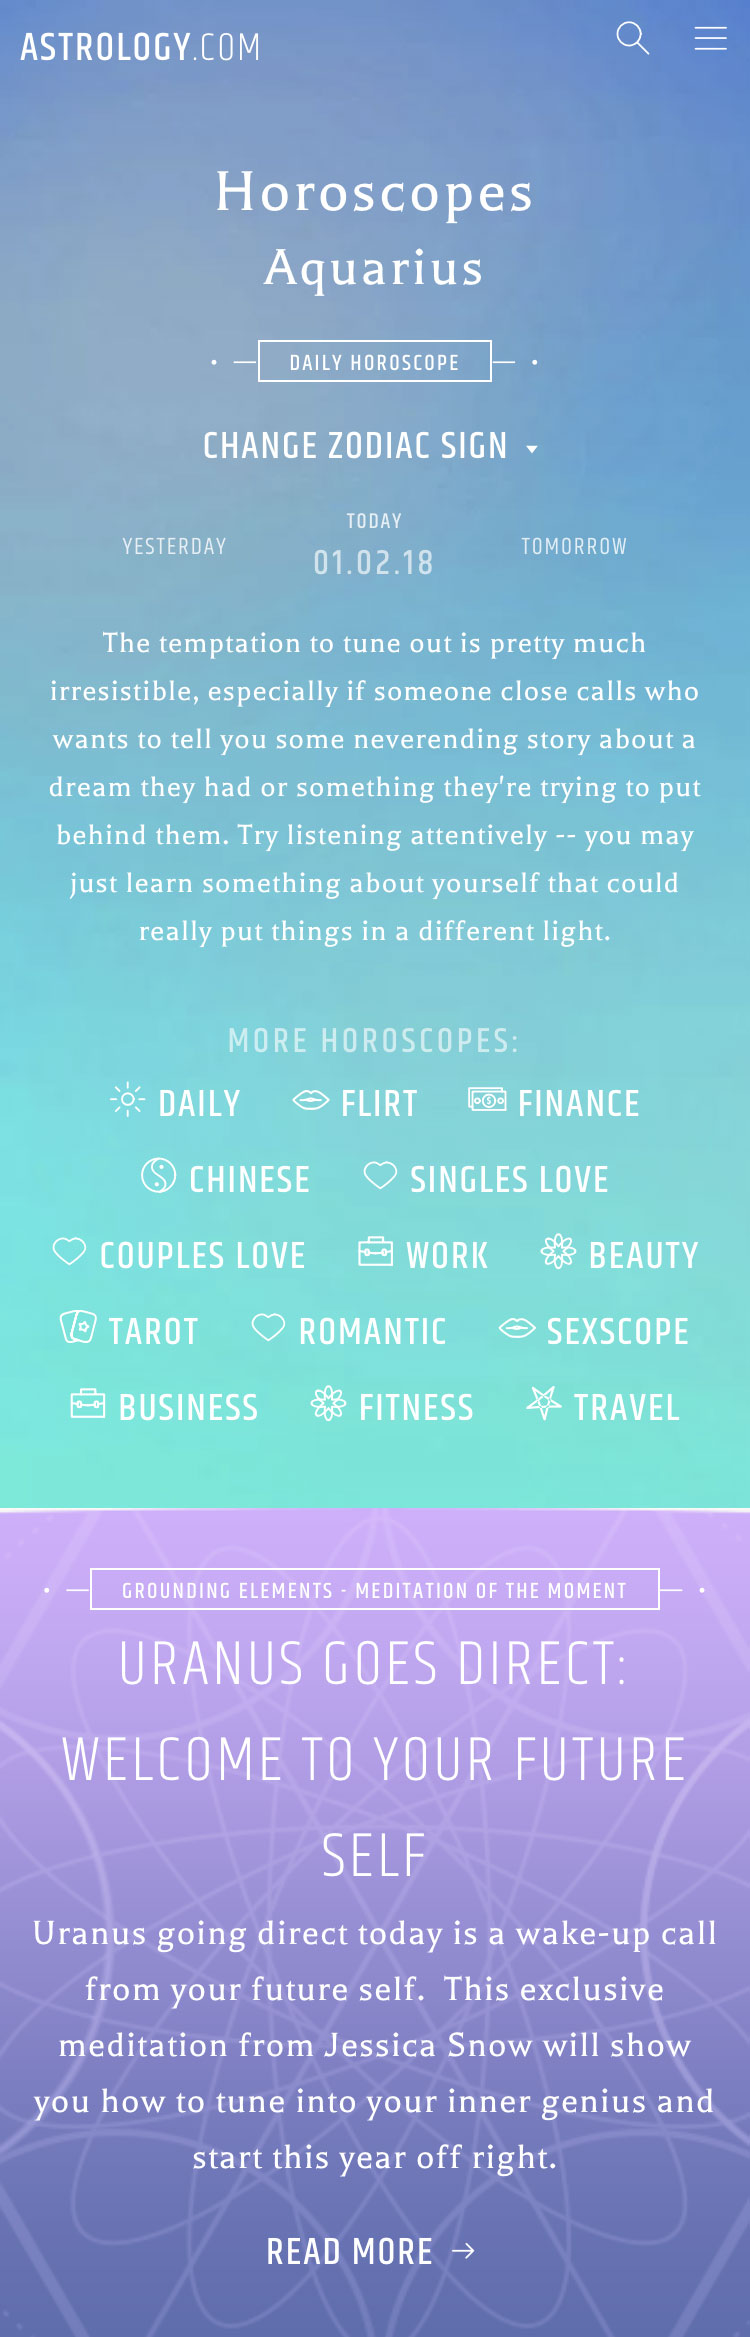 ASTROLOGY.COM
Horoscopes
Aquarius
DAILY HOROSCOPE
CHANGE ZODIAC SIGN
YESTERDAY
TODAY
01.02.18
TOMORROW
The temptation to tune out is pretty much
irresistible, especially if someone close calls who
wants to tell you some neverending story about a
dream they had or something they're trying to put
behind them. Try listening attentively -- you may
just learn something about yourself that could
really put things in a different light.
MORE HOROSCOPES:
DAILY FLIRT FINANCE
CHINESE SINGLES LOVE
COUPLES LOVE WORK BEAUTY
TAROT ROMANTIC SEXSCOPE
BUSINESS FITNESS TRAVEL
GROUNDING ELEMENTS - MEDITATION OF THE MOMENT
URANUS GOES DIRECT:
WELCOME TO YOUR FUTURE
SELF
Uranus going direct today is a wake-up call
from your future self. This exclusive
meditation from Jessica Snow will show
you how to tune into your inner genius and
start this year off right.
READ MORE →